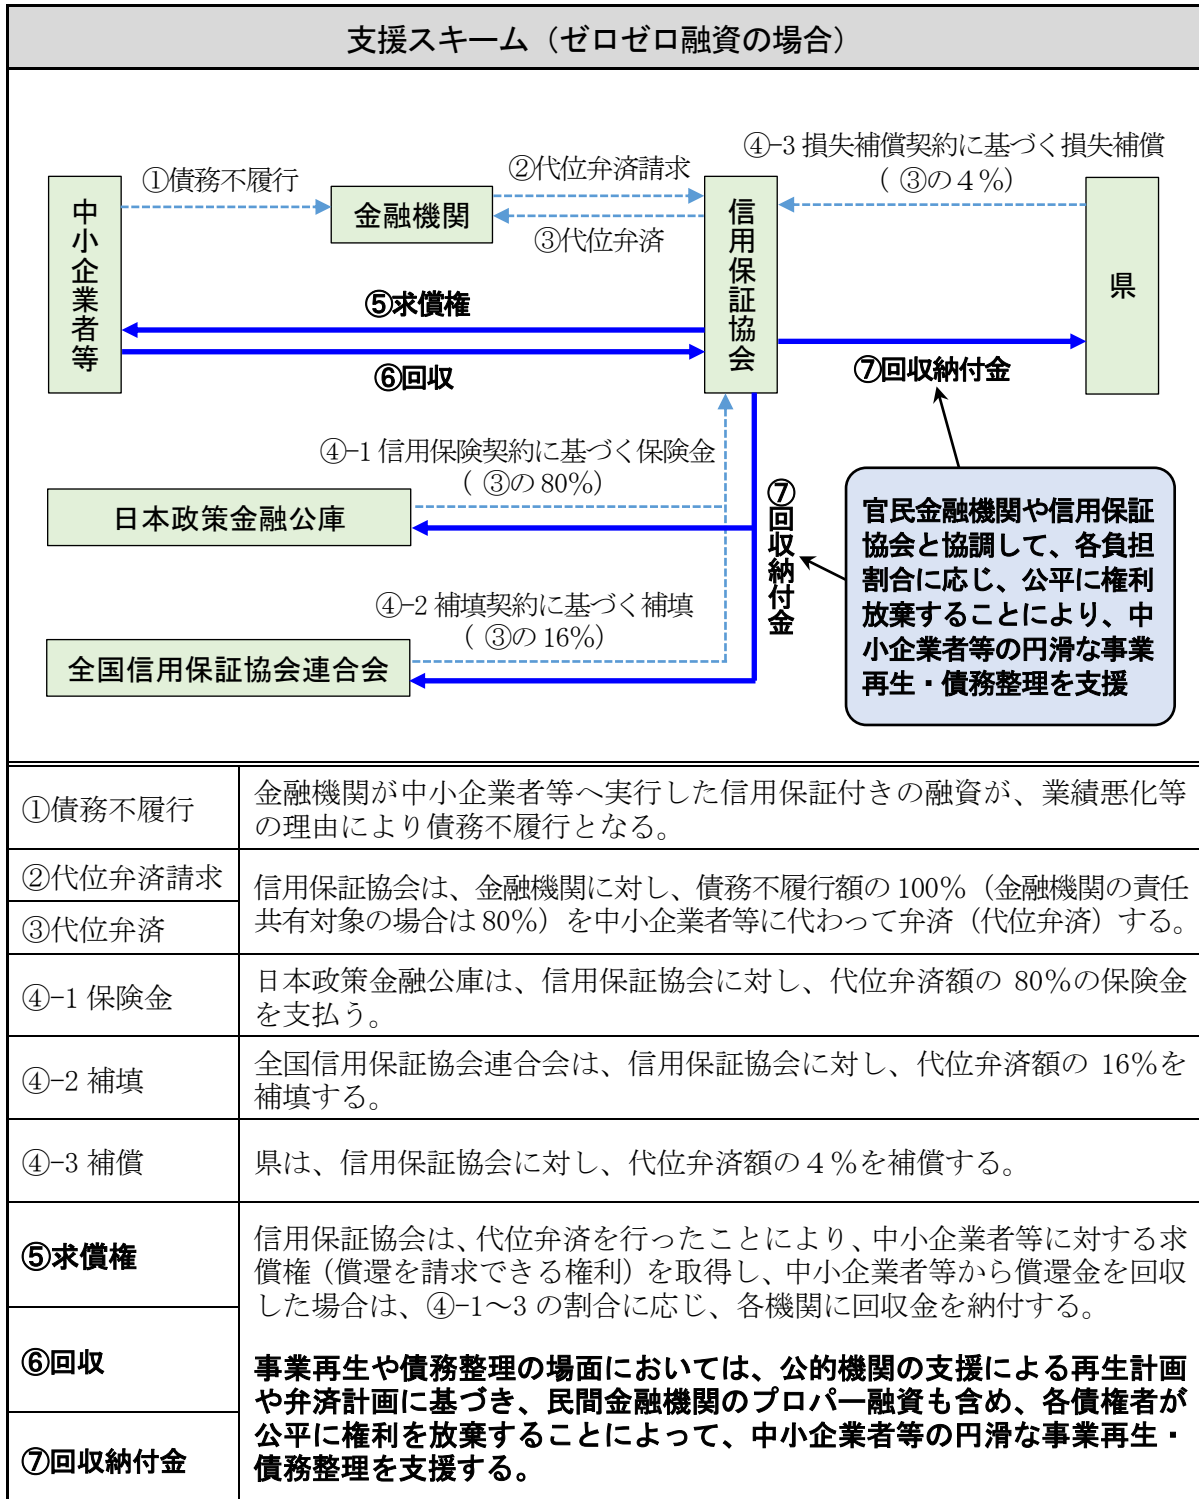 支援スキーム（ゼロゼロ融資の場合）
④-3 損失補償契約に基づく損失補償
（ ③の４％）
①債務不履行
②代位弁済請求
中小企業者等
金融機関
③代位弁済
信用保証協会
県
⑤求償権
⑥回収
⑦回収納付金
④-1 信用保険契約に基づく保険金
（ ③の 80％）
日本政策金融公庫
⑦回収納付金
④-2 補填契約に基づく補填
（ ③の 16％）
全国信用保証協会連合会
官民金融機関や信用保証
協会と協調して、各負担
割合に応じ、公平に権利
放棄することにより、中
小企業者等の円滑な事業
再生・債務整理を支援
①債務不履行
金融機関が中小企業者等へ実行した信用保証付きの融資が、業績悪化等
の理由により債務不履行となる。
②代位弁済請求
③代位弁済
信用保証協会は、金融機関に対し、債務不履行額の 100％（金融機関の責任
共有対象の場合は 80％）を中小企業者等に代わって弁済（代位弁済）する。
④-1 保険金
日本政策金融公庫は、信用保証協会に対し、代位弁済額の 80％の保険金
を支払う。
④-2 補填
全国信用保証協会連合会は、信用保証協会に対し、代位弁済額の 16％を
補填する。
④-3 補償
県は、信用保証協会に対し、代位弁済額の４％を補償する。
⑤求償権
⑥回収
⑦回収納付金
信用保証協会は、代位弁済を行ったことにより、中小企業者等に対する求
償権（償還を請求できる権利）を取得し、中小企業者等から償還金を回収
した場合は、④-1～3 の割合に応じ、各機関に回収金を納付する。
事業再生や債務整理の場面においては、公的機関の支援による再生計画
や弁済計画に基づき、民間金融機関のプロパー融資も含め、各債権者が
公平に権利を放棄することによって、中小企業者等の円滑な事業再生・
債務整理を支援する。